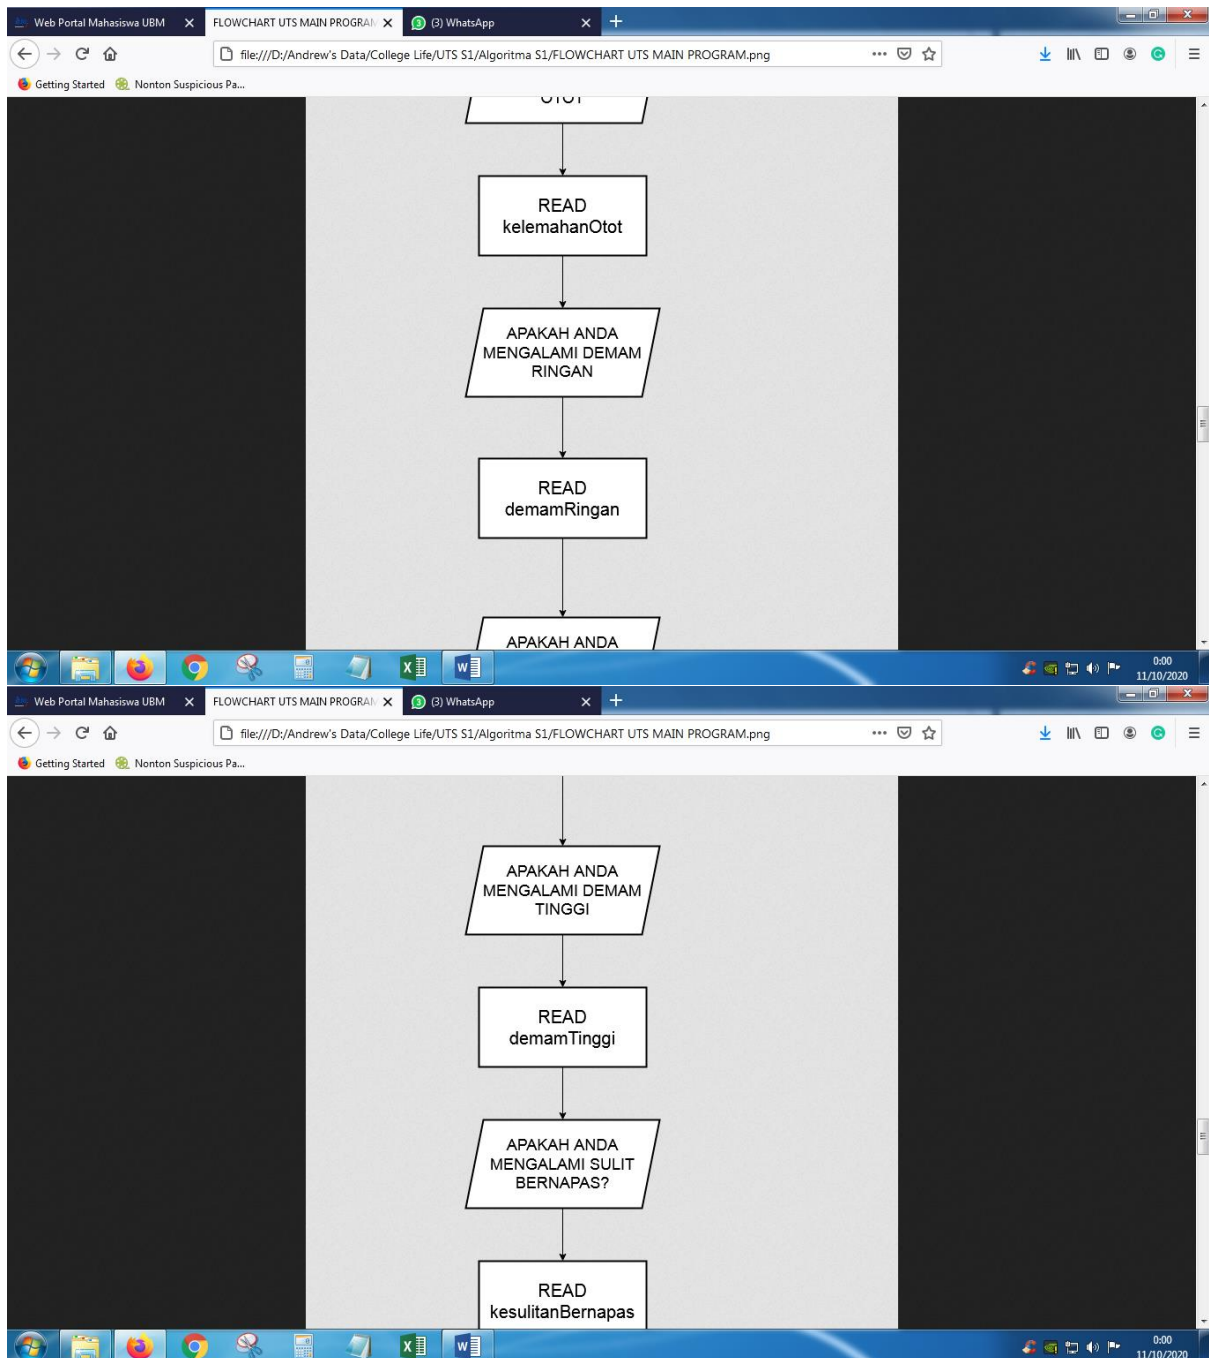 Web Portal Mahasiswa UBM
FLOWCHART UTS MAIN PROGRAM
(3) WhatsApp
file:///D:/Andrew's Data/College Life/UTS S1/Algoritma S1/FLOWCHART UTS MAIN PROGRAM.png
Getting Started
Nonton Suspicious Pa...
OTOT
READ
kelemahanOtot
APAKAH ANDA
MENGALAMI DEMAM
RINGAN
READ
demamRingan
APAKAH ANDA
0:00
11/10/2020
Web Portal Mahasiswa UBM
FLOWCHART UTS MAIN PROGRAM
(3) WhatsApp
file:///D:/Andrew's Data/College Life/UTS S1/Algoritma S1/FLOWCHART UTS MAIN PROGRAM.png
Getting Started
Nonton Suspicious Pa...
APAKAH ANDA
MENGALAMI DEMAM
TINGGI
READ
demamTinggi
APAKAH ANDA
MENGALAMI SULIT
BERNAPAS?
READ
kesulitanBernapas
0:00
11/10/2020